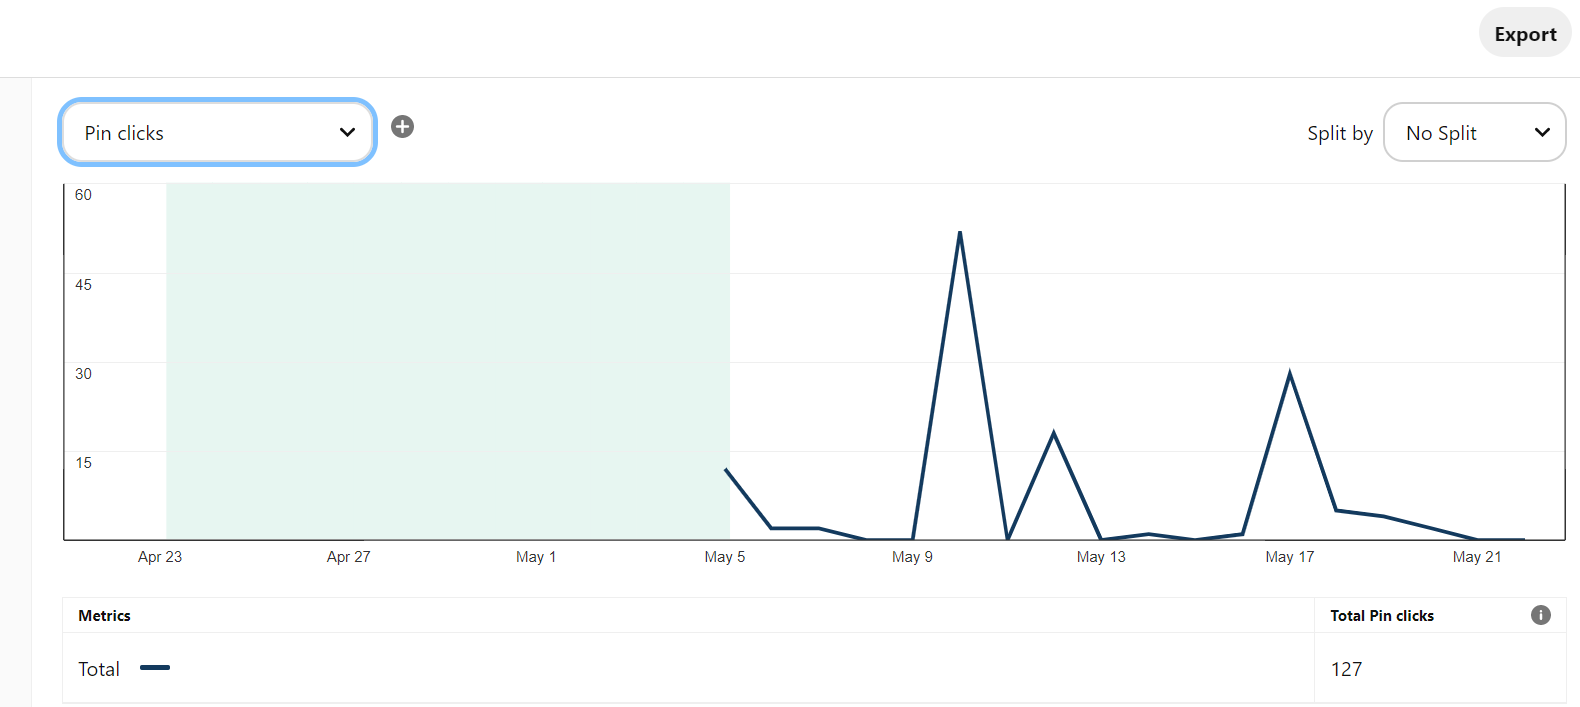 Export
Pin clicks
Split by No Split
60
45
30
15
Apr 23 Apr 27 May 1 May 5 May 9 May 13 May 17 May 21
Metrics Total Pin clicks
Total 127